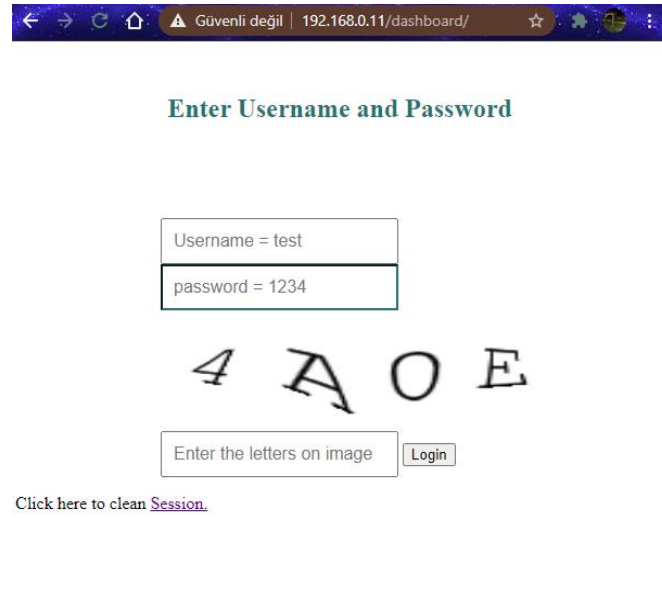 Güvenli değil | 192.168.0.11/dashboard/
Enter Username and Password
Username = test
password = 1234
4 A O E
Enter the letters on image Login
Click here to clean Session.